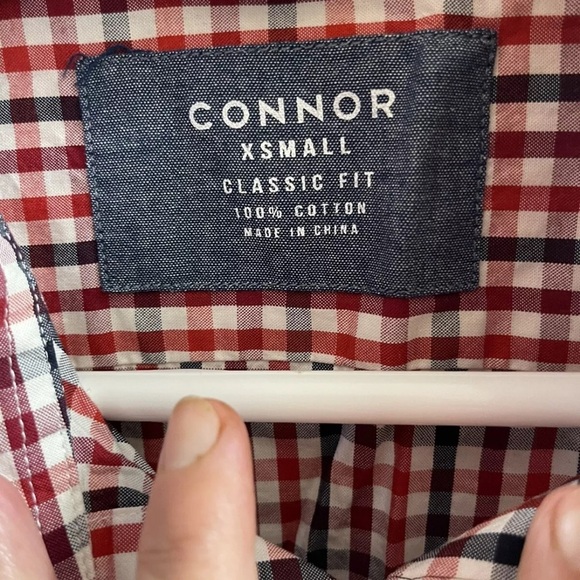 CONNOR
XSMALL
CLASSIC FIT
100% COTTON
MADE IN CHINA